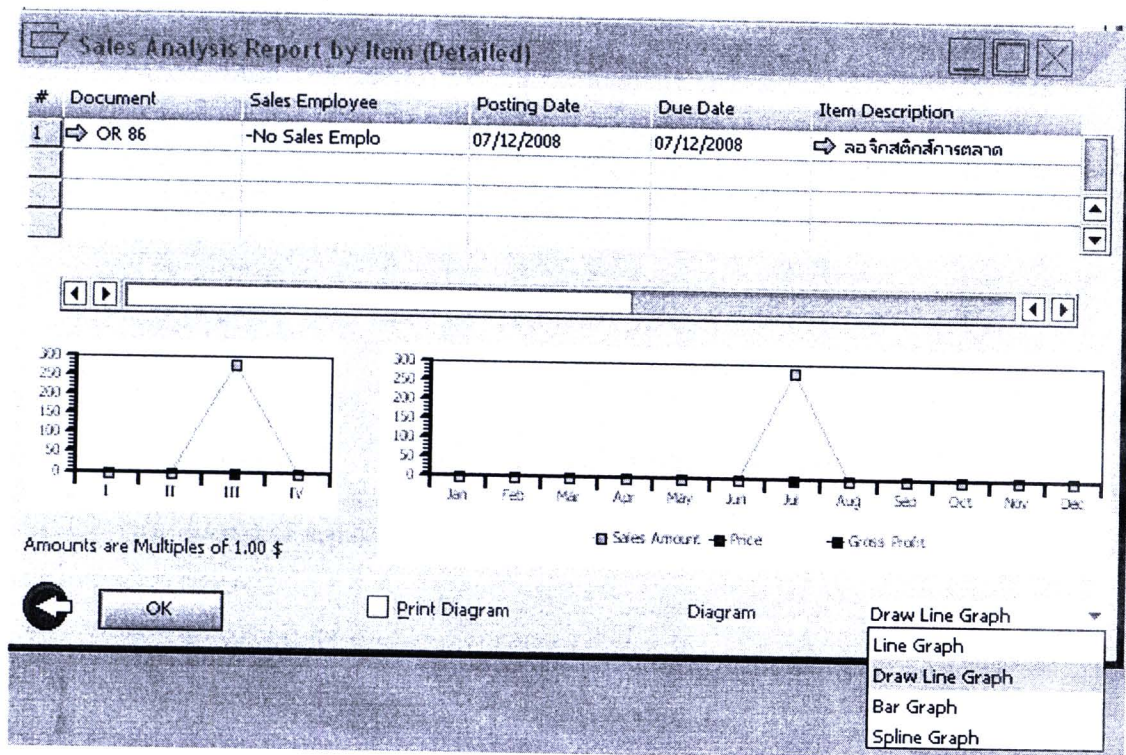 Sales Analysis Report by Item (Detailed)
# Document Sales Employee Posting Date Due Date Item Description
1 OR 86 -No Sales Emplo 07/12/2008 07/12/2008 ลอจิกสติกส์การตลาด
300 300
250 250
200 200
150 150
100 100
50 50
0 0
I II III IV Jan Feb Mar Apr May Jun Jul Aug Sep Oct Nov Dec
Sales Amount Price Gross Profit
Amounts are Multiples of 1.00 $
OK Print Diagram Diagram Draw Line Graph
Line Graph
Draw Line Graph
Bar Graph
Spline Graph